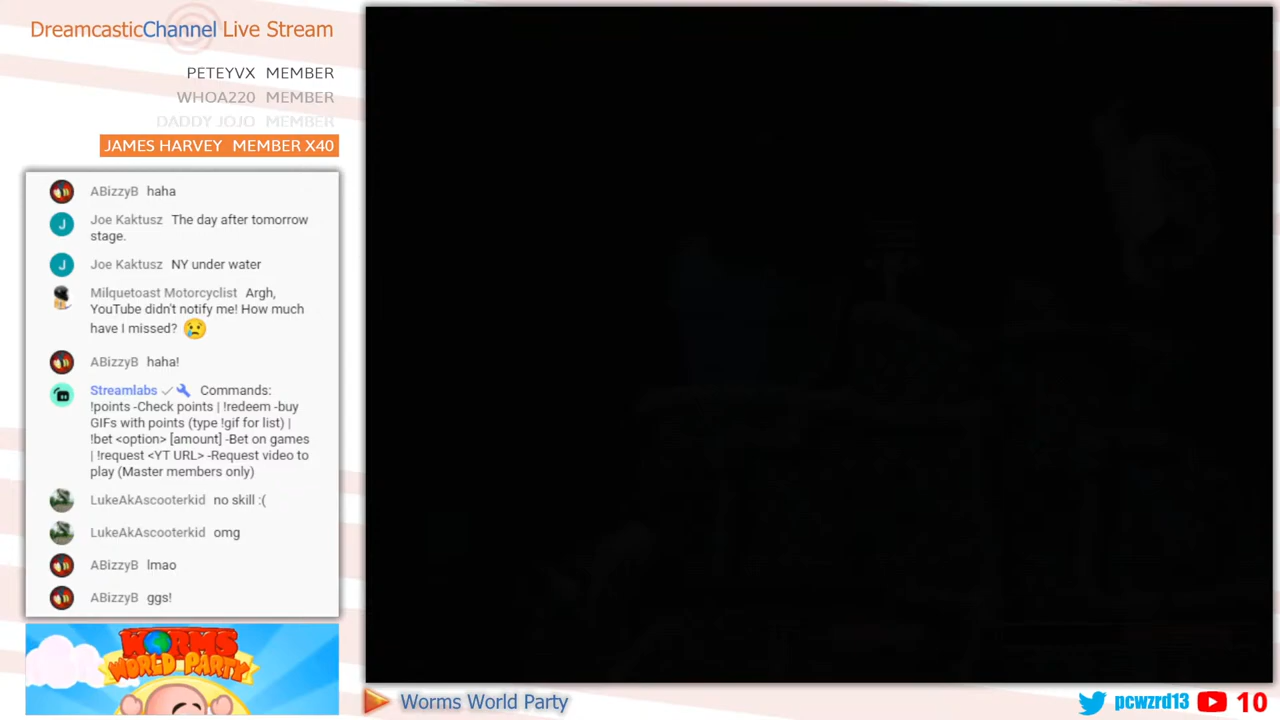 DreamcasticChannel Live Stream
PETEYVX MEMBER
WHOA220 MEMBER
DADDY JOJO MEMBER
JAMES HARVEY MEMBER X40
ABizzyB haha
Joe Kaktusz The day after tomorrow
stage.
J
Joe Kaktusz NY under water
J
Milquetoast Motorcyclist Argh,
YouTube didn't notify me! How much
have I missed? 😢
ABizzyB haha!
Streamlabs Commands:
!points -Check points | !redeem -buy
GIFs with points (type !gif for list) |
!bet <option> [amount] -Bet on games
| !request <YT URL> -Request video to
play (Master members only)
LukeAkAscooterkid no skill :(
LukeAkAscooterkid omg
ABizzyB lmao
ABizzyB ggs!
WORMS
WORLD PARTY
Worms World Party
pcwzrd13
10